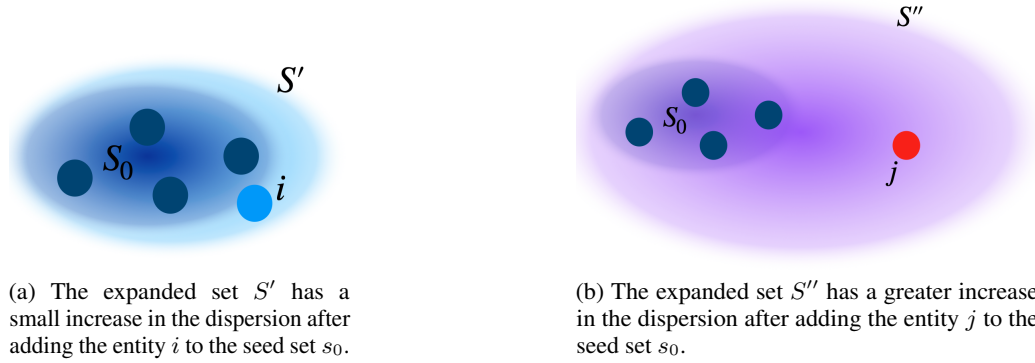 S′
S₀
i
(a) The expanded set S′ has a
small increase in the dispersion after
adding the entity i to the seed set s₀.
S′′
S₀
j
(b) The expanded set S′′ has a greater increase
in the dispersion after adding the entity j to the
seed set s₀.